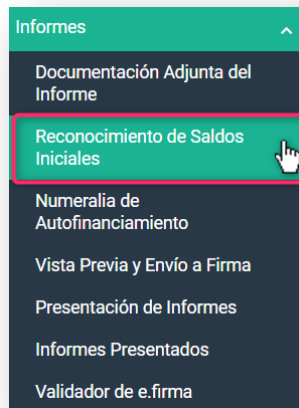 Informes
Documentación Adjunta del
Informe
Reconocimiento de Saldos
Iniciales
Numeralia de
Autofinanciamiento
Vista Previa y Envío a Firma
Presentación de Informes
Informes Presentados
Validador de e.firma